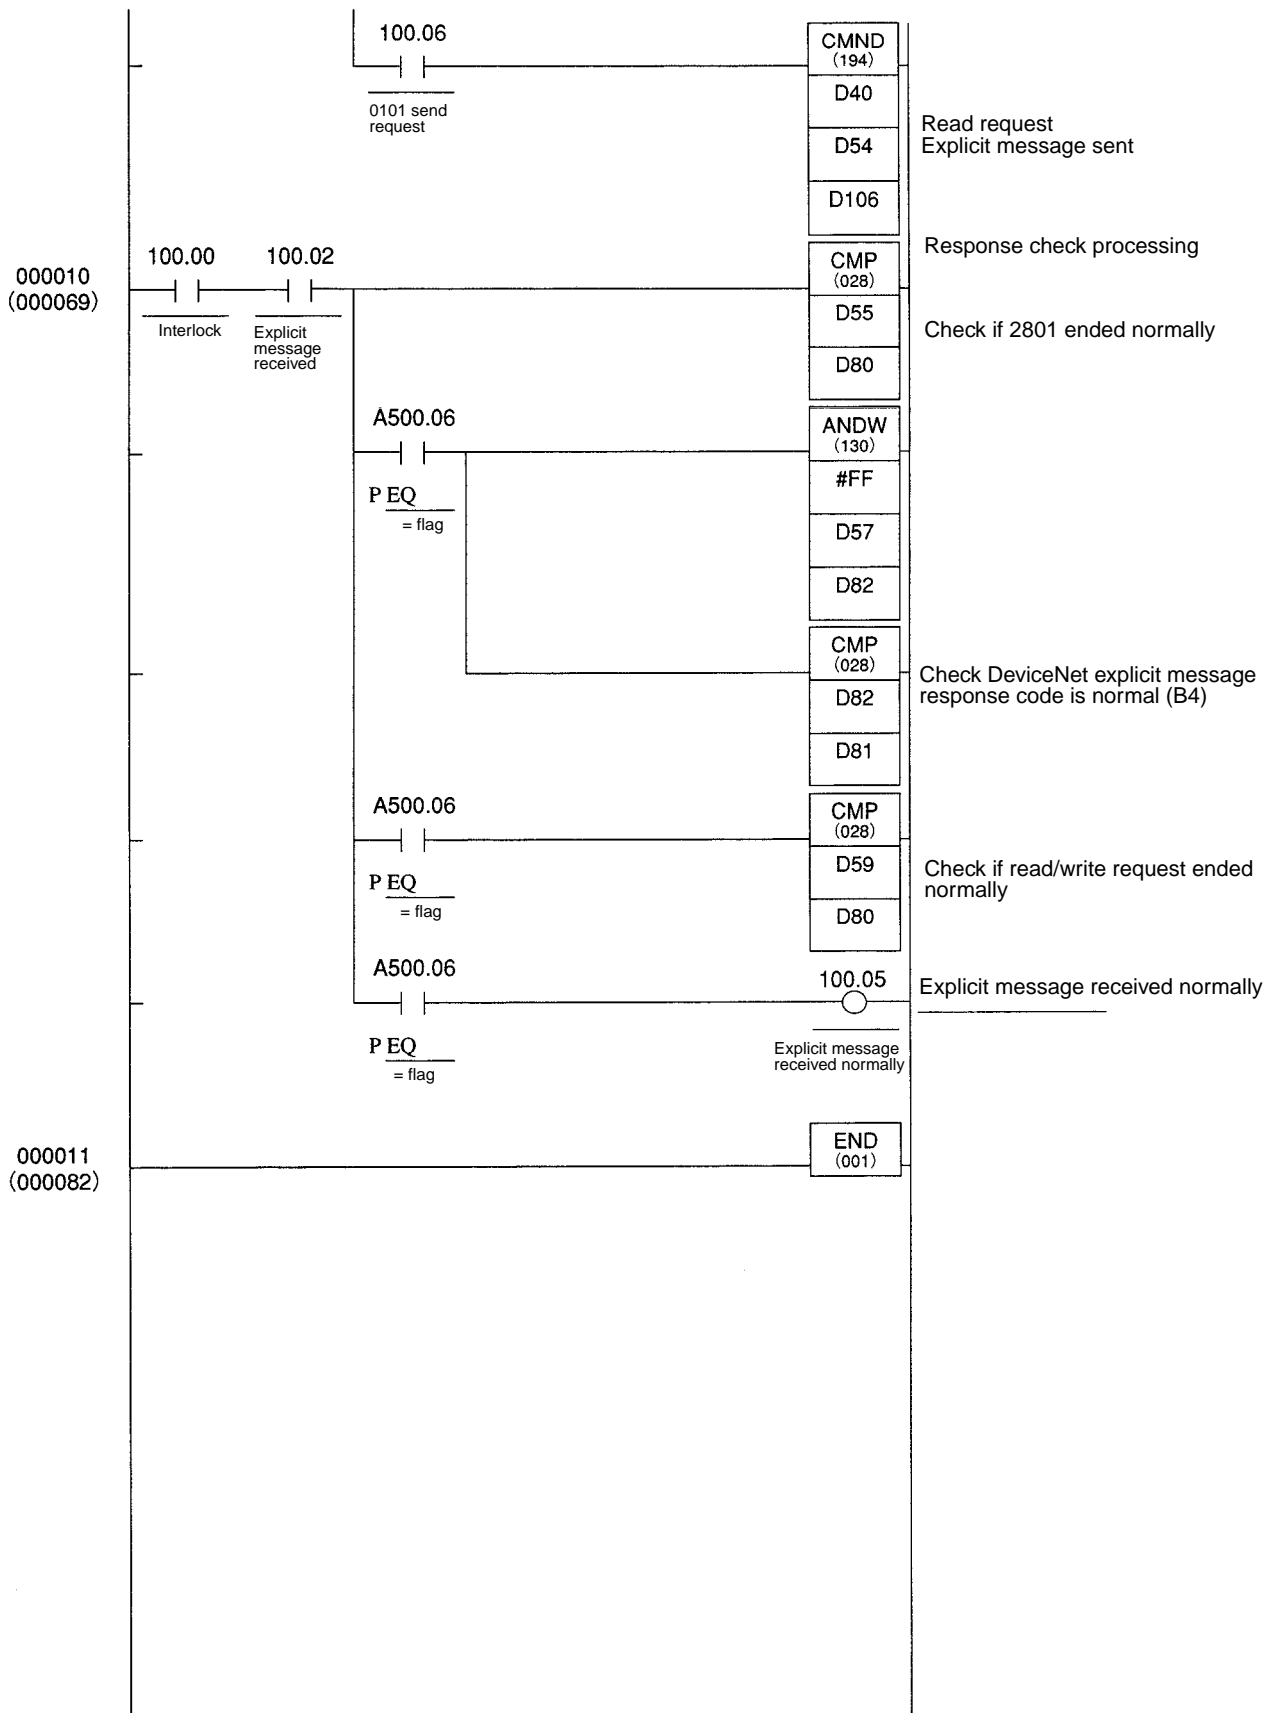 100.06
CMND
(194)
D40
0101 send
request
Read request
Explicit message sent
D54
D106
Response check processing
000010
(000069)
100.00
100.02
CMP
(028)
Interlock
Explicit
message
received
D55
Check if 2801 ended normally
D80
A500.06
ANDW
(130)
P EQ
= flag
#FF
D57
D82
CMP
(028)
Check DeviceNet explicit message
response code is normal (B4)
D82
D81
A500.06
CMP
(028)
P EQ
= flag
D59
Check if read/write request ended
normally
D80
A500.06
100.05
Explicit message received normally
P EQ
= flag
Explicit message
received normally
000011
(000082)
END
(001)